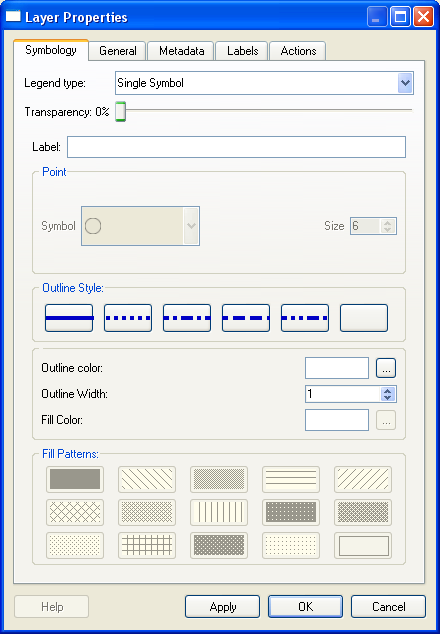 Layer Properties
Symbology General Metadata Labels Actions
Legend type: Single Symbol
Transparency: 0%
Label:
Point
Symbol Size 6
Outline Style:
Outline color: ...
Outline Width: 1
Fill Color: ...
Fill Patterns:
Help Apply OK Cancel